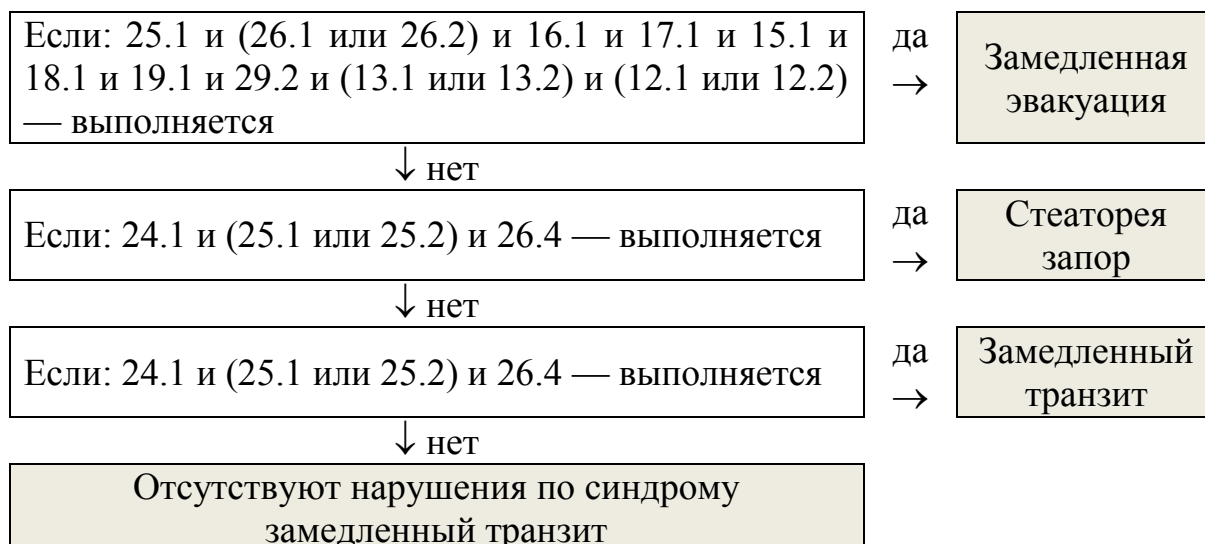 Если: 25.1 и (26.1 или 26.2) и 16.1 и 17.1 и 15.1 и
18.1 и 19.1 и 29.2 и (13.1 или 13.2) и (12.1 или 12.2)
— выполняется
да
→
Замедленная
эвакуация
↓ нет
Если: 24.1 и (25.1 или 25.2) и 26.4 — выполняется
да
→
Стеаторея
запор
↓ нет
Если: 24.1 и (25.1 или 25.2) и 26.4 — выполняется
да
→
Замедленный
транзит
↓ нет
Отсутствуют нарушения по синдрому
замедленный транзит